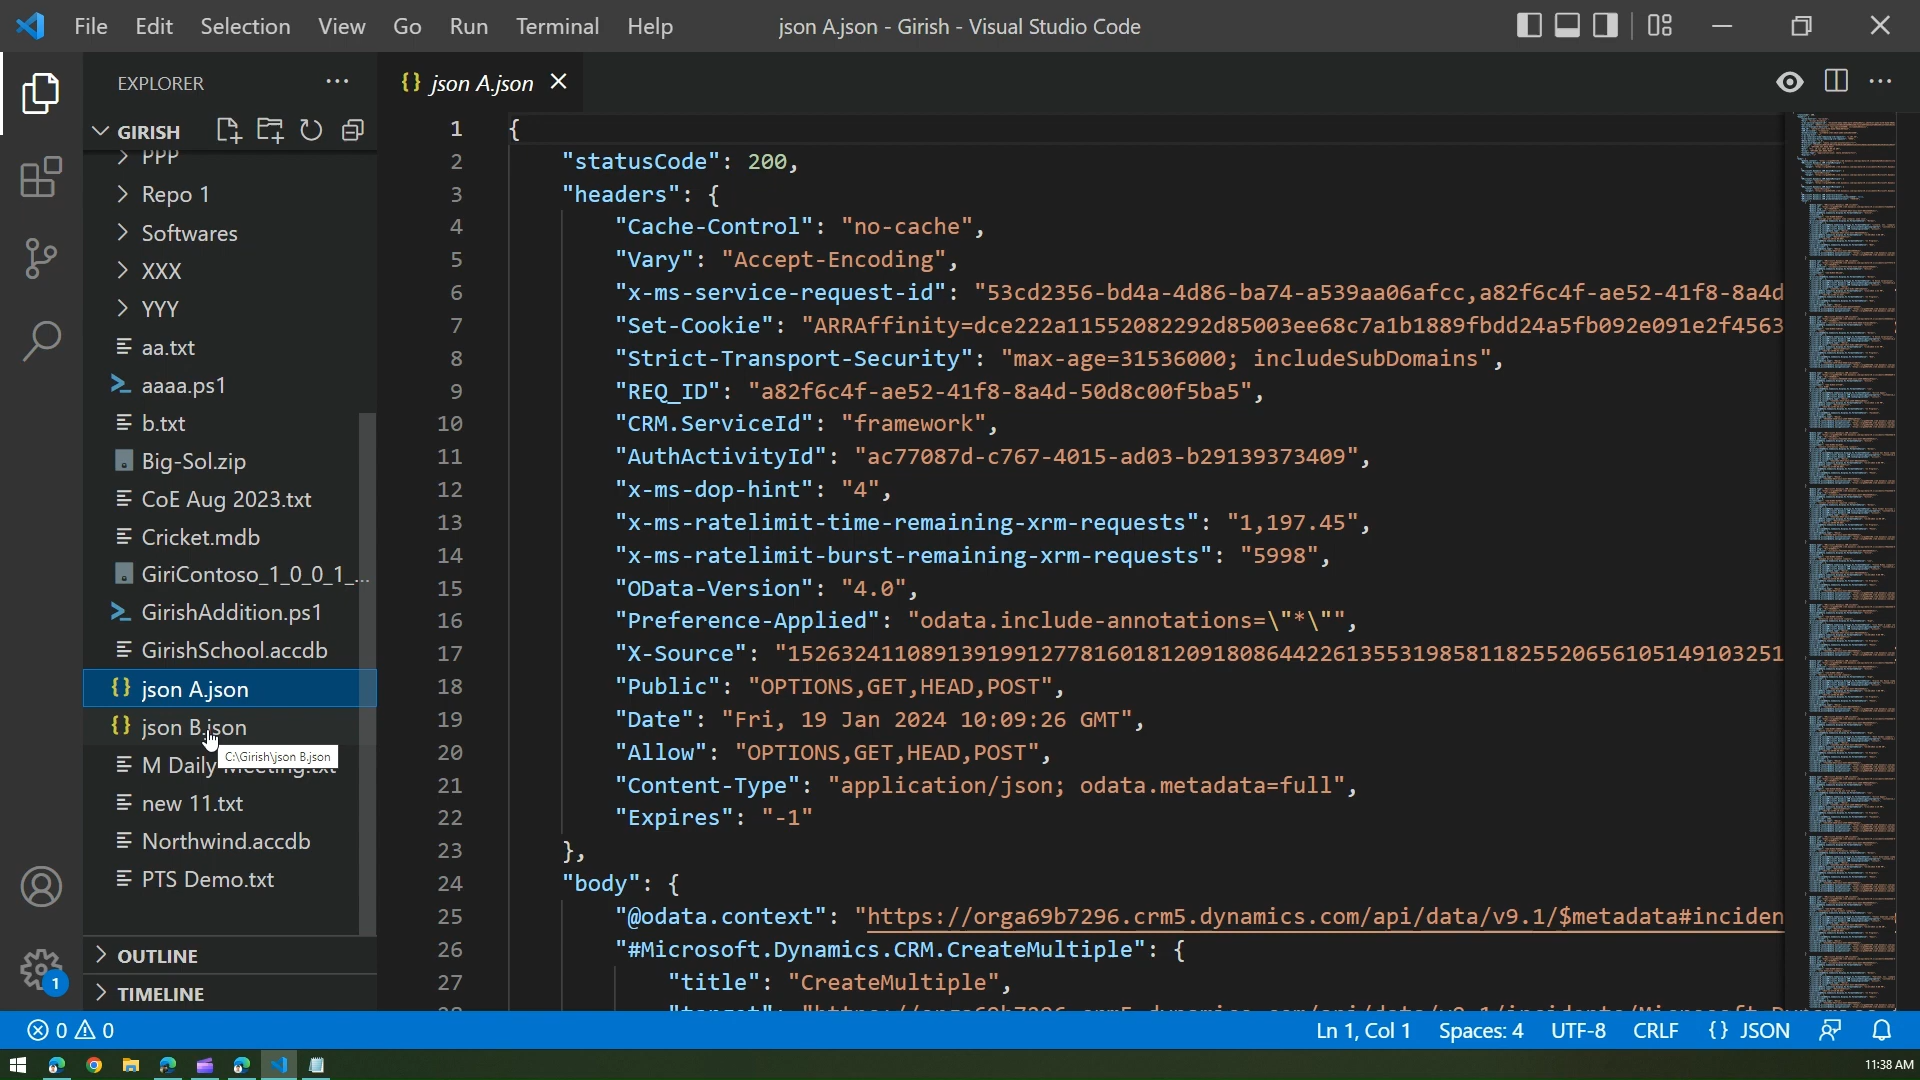 File Edit Selection View Go Run Terminal Help
json A.json - Girish - Visual Studio Code
EXPLORER
GIRISH
PPP
Repo 1
Softwares
XXX
YYY
aa.txt
aaaa.ps1
b.txt
Big-Sol.zip
CoE Aug 2023.txt
Cricket.mdb
GiriContoso_1_0_0_1_...
GirishAddition.ps1
GirishSchool.accdb
json A.json
json B.json
C:\Girish\json B.json
M Daily Meeting.txt
new 11.txt
Northwind.accdb
PTS Demo.txt
OUTLINE
TIMELINE
{} json A.json
1 {
2 "statusCode": 200,
3 "headers": {
4 "Cache-Control": "no-cache",
5 "Vary": "Accept-Encoding",
6 "x-ms-service-request-id": "53cd2356-bd4a-4d86-ba74-a539aa06afcc,a82f6c4f-ae52-41f8-8a4d
7 "Set-Cookie": "ARRAffinity=dce222a11552082292d85003ee68c7a1b1889fbdd24a5fb092e091e2f4563
8 "Strict-Transport-Security": "max-age=31536000; includeSubDomains",
9 "REQ_ID": "a82f6c4f-ae52-41f8-8a4d-50d8c00f5ba5",
10 "CRM.ServiceId": "framework",
11 "AuthActivityId": "ac77087d-c767-4015-ad03-b29139373409",
12 "x-ms-dop-hint": "4",
13 "x-ms-ratelimit-time-remaining-xrm-requests": "1,197.45",
14 "x-ms-ratelimit-burst-remaining-xrm-requests": "5998",
15 "OData-Version": "4.0",
16 "Preference-Applied": "odata.include-annotations=\"*\"",
17 "X-Source": "15263241108913919912778160181209180864422613553198581182552065610514910325​1
18 "Public": "OPTIONS,GET,HEAD,POST",
19 "Date": "Fri, 19 Jan 2024 10:09:26 GMT",
20 "Allow": "OPTIONS,GET,HEAD,POST",
21 "Content-Type": "application/json; odata.metadata=full",
22 "Expires": "-1"
23 },
24 "body": {
25 "@odata.context": "https://orga69b7296.crm5.dynamics.com/api/data/v9.1/$metadata#inciden
26 "#Microsoft.Dynamics.CRM.CreateMultiple": {
27 "title": "CreateMultiple",
1
0 0
Ln 1, Col 1 Spaces: 4 UTF-8 CRLF {} JSON
11:38 AM